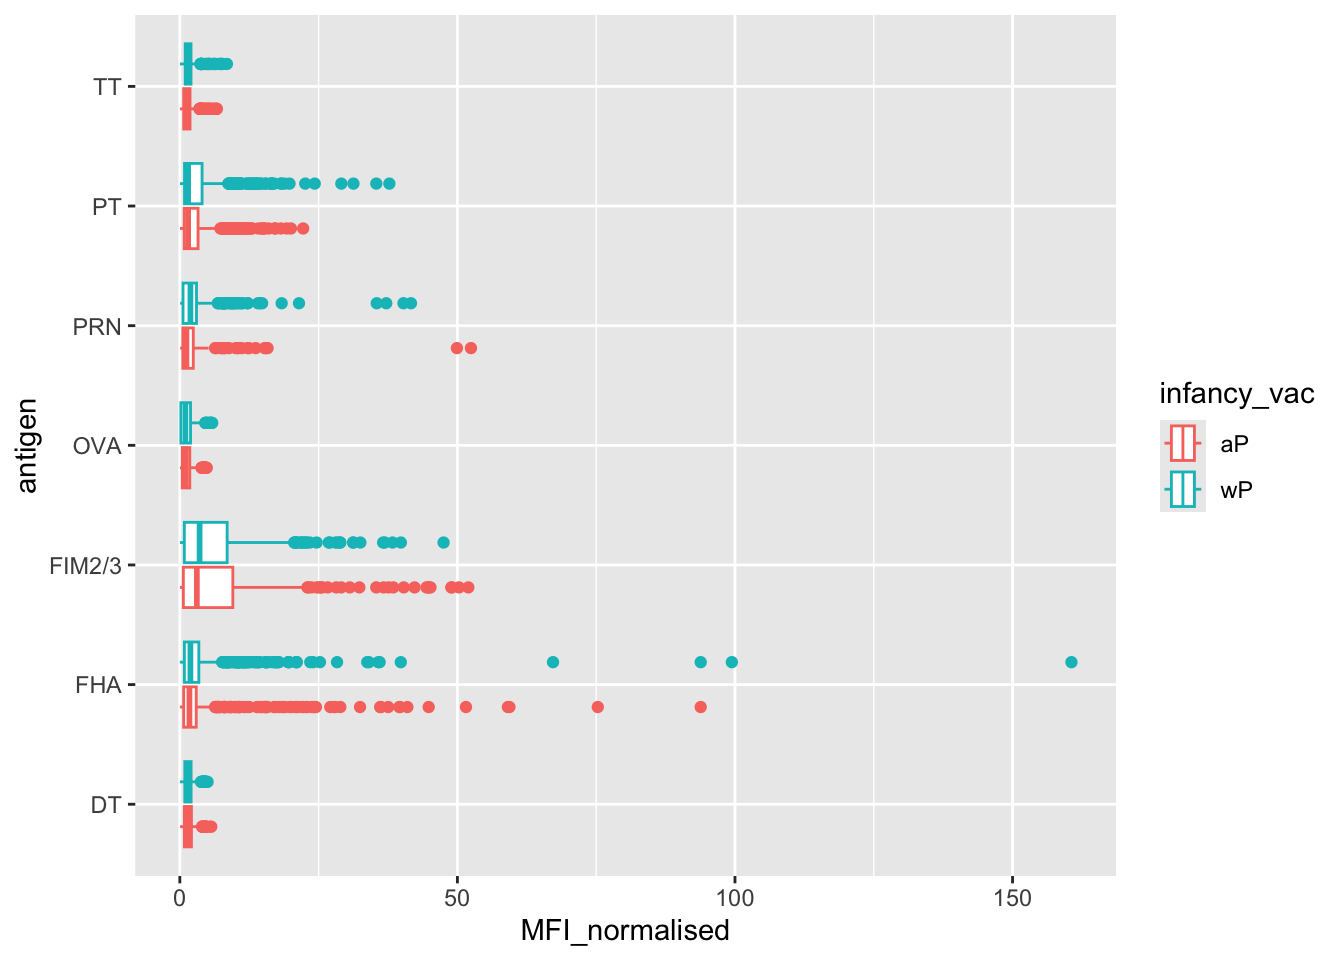 TT
PT
PRN
OVA
FIM2/3
FHA
DT
antigen
0 50 100 150
MFI_normalised
infancy_vac
aP
wP